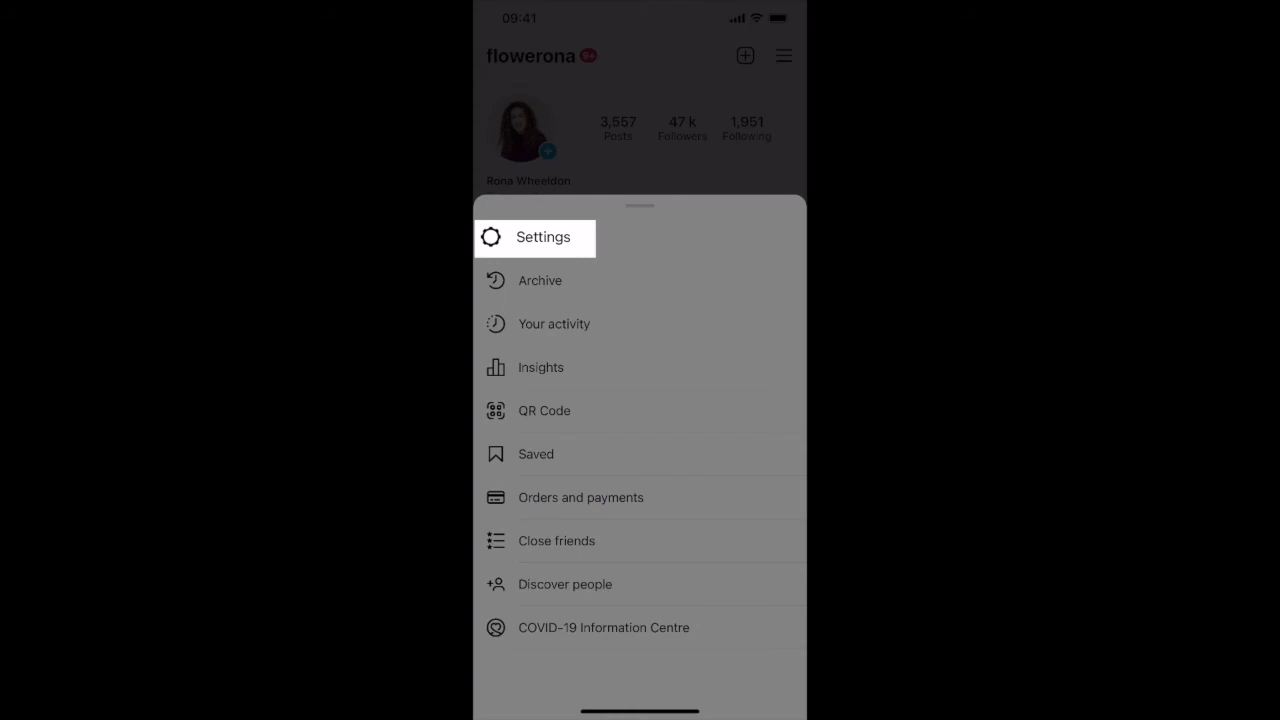 09:41
flowerona 9+
3,557 47 k 1,951
Posts Followers Following
Rona Wheeldon
Settings
Archive
Your activity
Insights
QR Code
Saved
Orders and payments
Close friends
Discover people
COVID-19 Information Centre